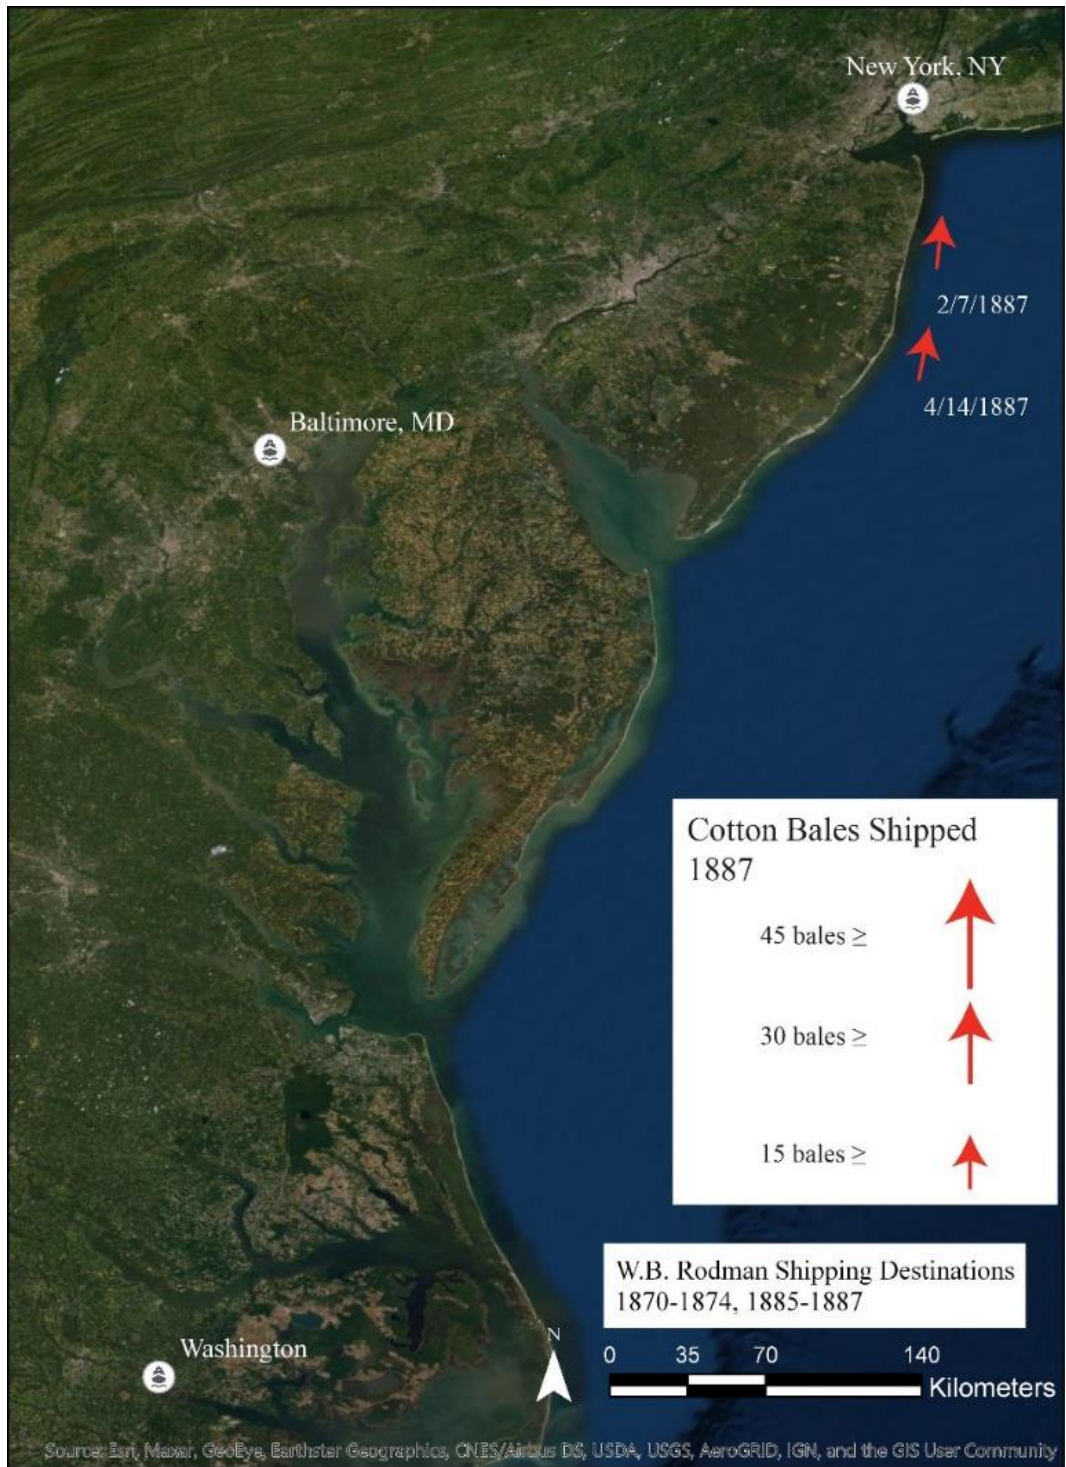 New York, NY
2/7/1887
4/14/1887
Baltimore, MD
Cotton Bales Shipped
1887
45 bales ≥
30 bales ≥
15 bales ≥
W.B. Rodman Shipping Destinations
1870-1874, 1885-1887
Washington
N
0 35 70 140
Kilometers
Source: Esri, Maxar, GeoEye, Earthstar Geographics, CNES/Airbus DS, USDA, USGS, AeroGRID, IGN, and the GIS User Community